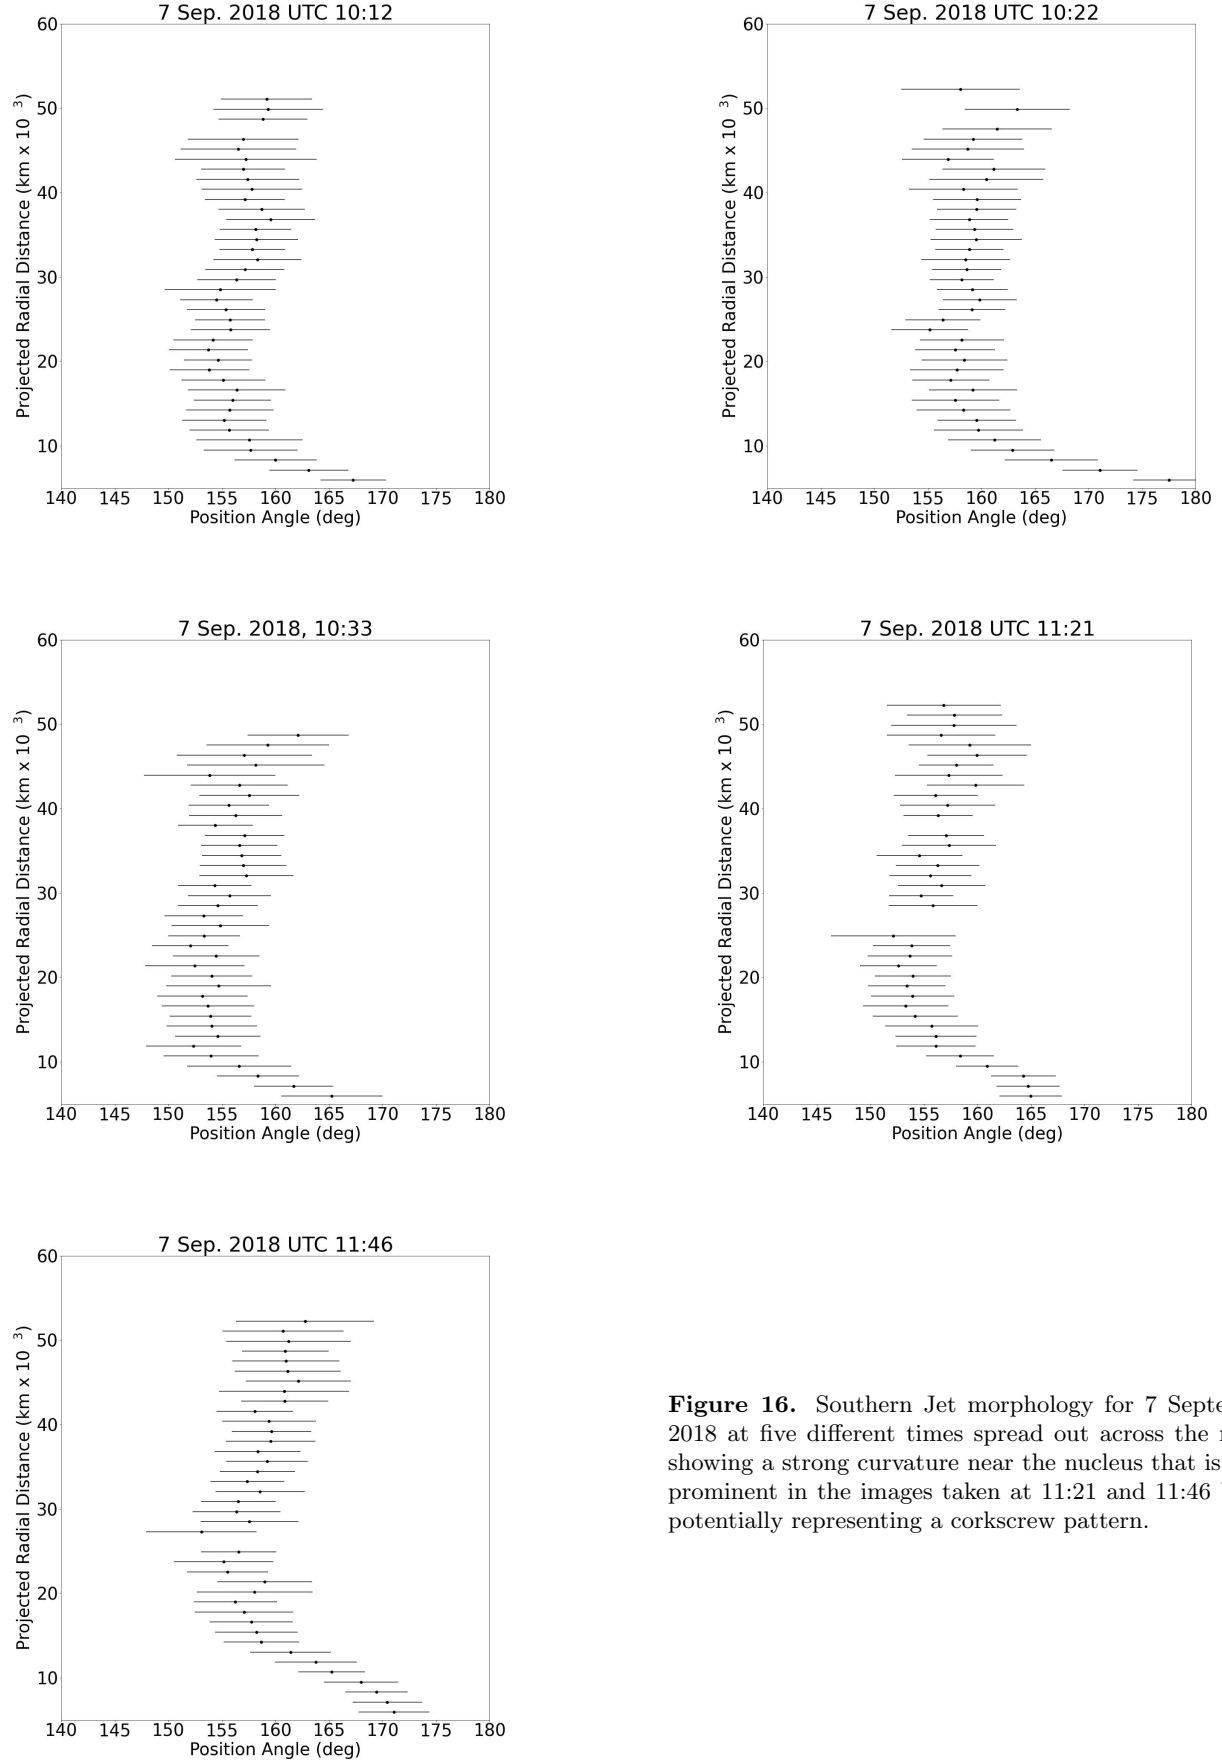 7 Sep. 2018 UTC 10:12
Projected Radial Distance (km x 10 3)
60
50
40
30
20
10
140 145 150 155 160 165 170 175 180
Position Angle (deg)
7 Sep. 2018 UTC 10:22
Projected Radial Distance (km x 10 3)
60
50
40
30
20
10
140 145 150 155 160 165 170 175 180
Position Angle (deg)
7 Sep. 2018, 10:33
Projected Radial Distance (km x 10 3)
60
50
40
30
20
10
140 145 150 155 160 165 170 175 180
Position Angle (deg)
7 Sep. 2018 UTC 11:21
Projected Radial Distance (km x 10 3)
60
50
40
30
20
10
140 145 150 155 160 165 170 175 180
Position Angle (deg)
7 Sep. 2018 UTC 11:46
Projected Radial Distance (km x 10 3)
60
50
40
30
20
10
140 145 150 155 160 165 170 175 180
Position Angle (deg)
Figure 16. Southern Jet morphology for 7 Septe
2018 at five different times spread out across the
showing a strong curvature near the nucleus that is
prominent in the images taken at 11:21 and 11:46
potentially representing a corkscrew pattern.